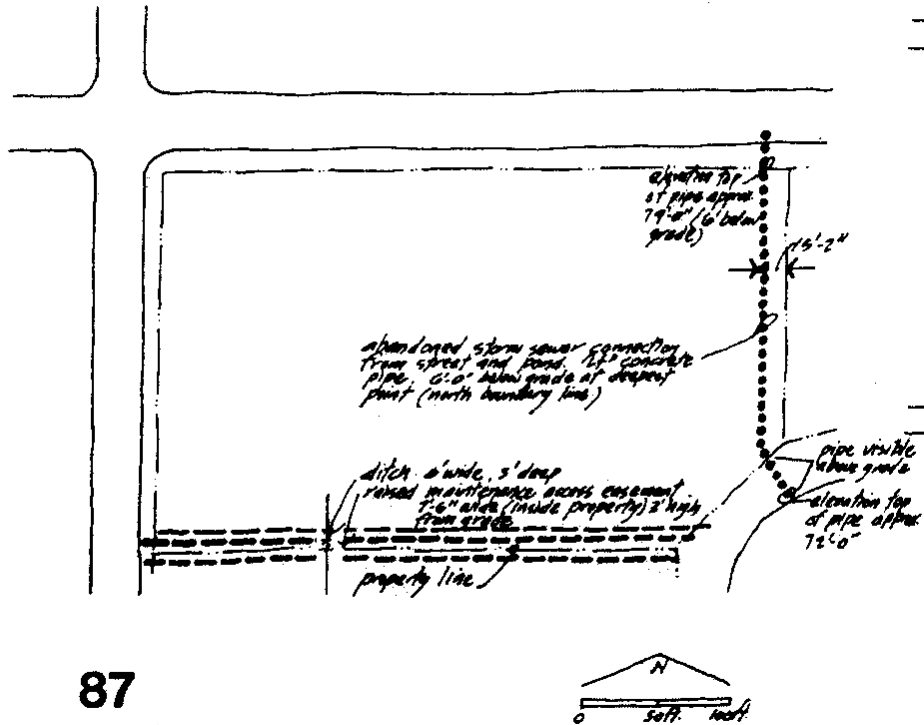 elevation top
of pipe approx.
79'-0" (6' below
grade)
15'-2"
abandoned storm sewer connection
from street and pond. 24" concrete
pipe. 6'-0" below grade at deepest
point (north boundary line)
pipe visible
above grade
elevation top
of pipe approx
72'-0"
ditch 6' wide, 3' deep
raised maintenance access easement
7'-6" wide (inside property) 2' high
from grade
property line
N
0 50ft. 100ft.
87